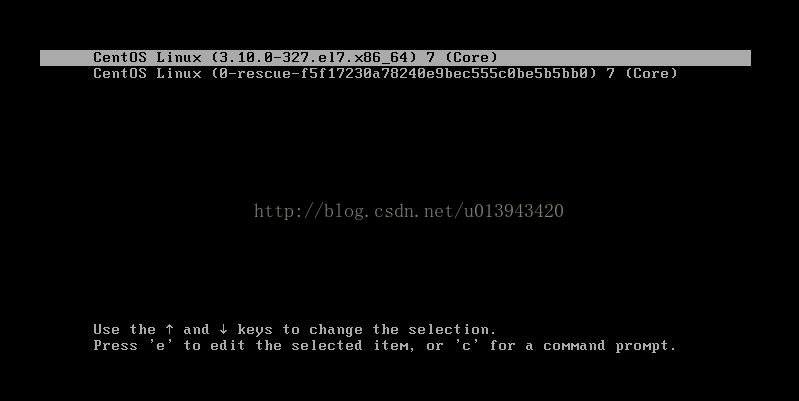 CentOS Linux (3.10.0-327.el7.x86_64) 7 (Core)
CentOS Linux (0-rescue-f5f17230a78240e9bec555c0be5b5bb0) 7 (Core)
http://blog.csdn.net/u013943420
Use the ↑ and ↓ keys to change the selection.
Press 'e' to edit the selected item, or 'c' for a command prompt.